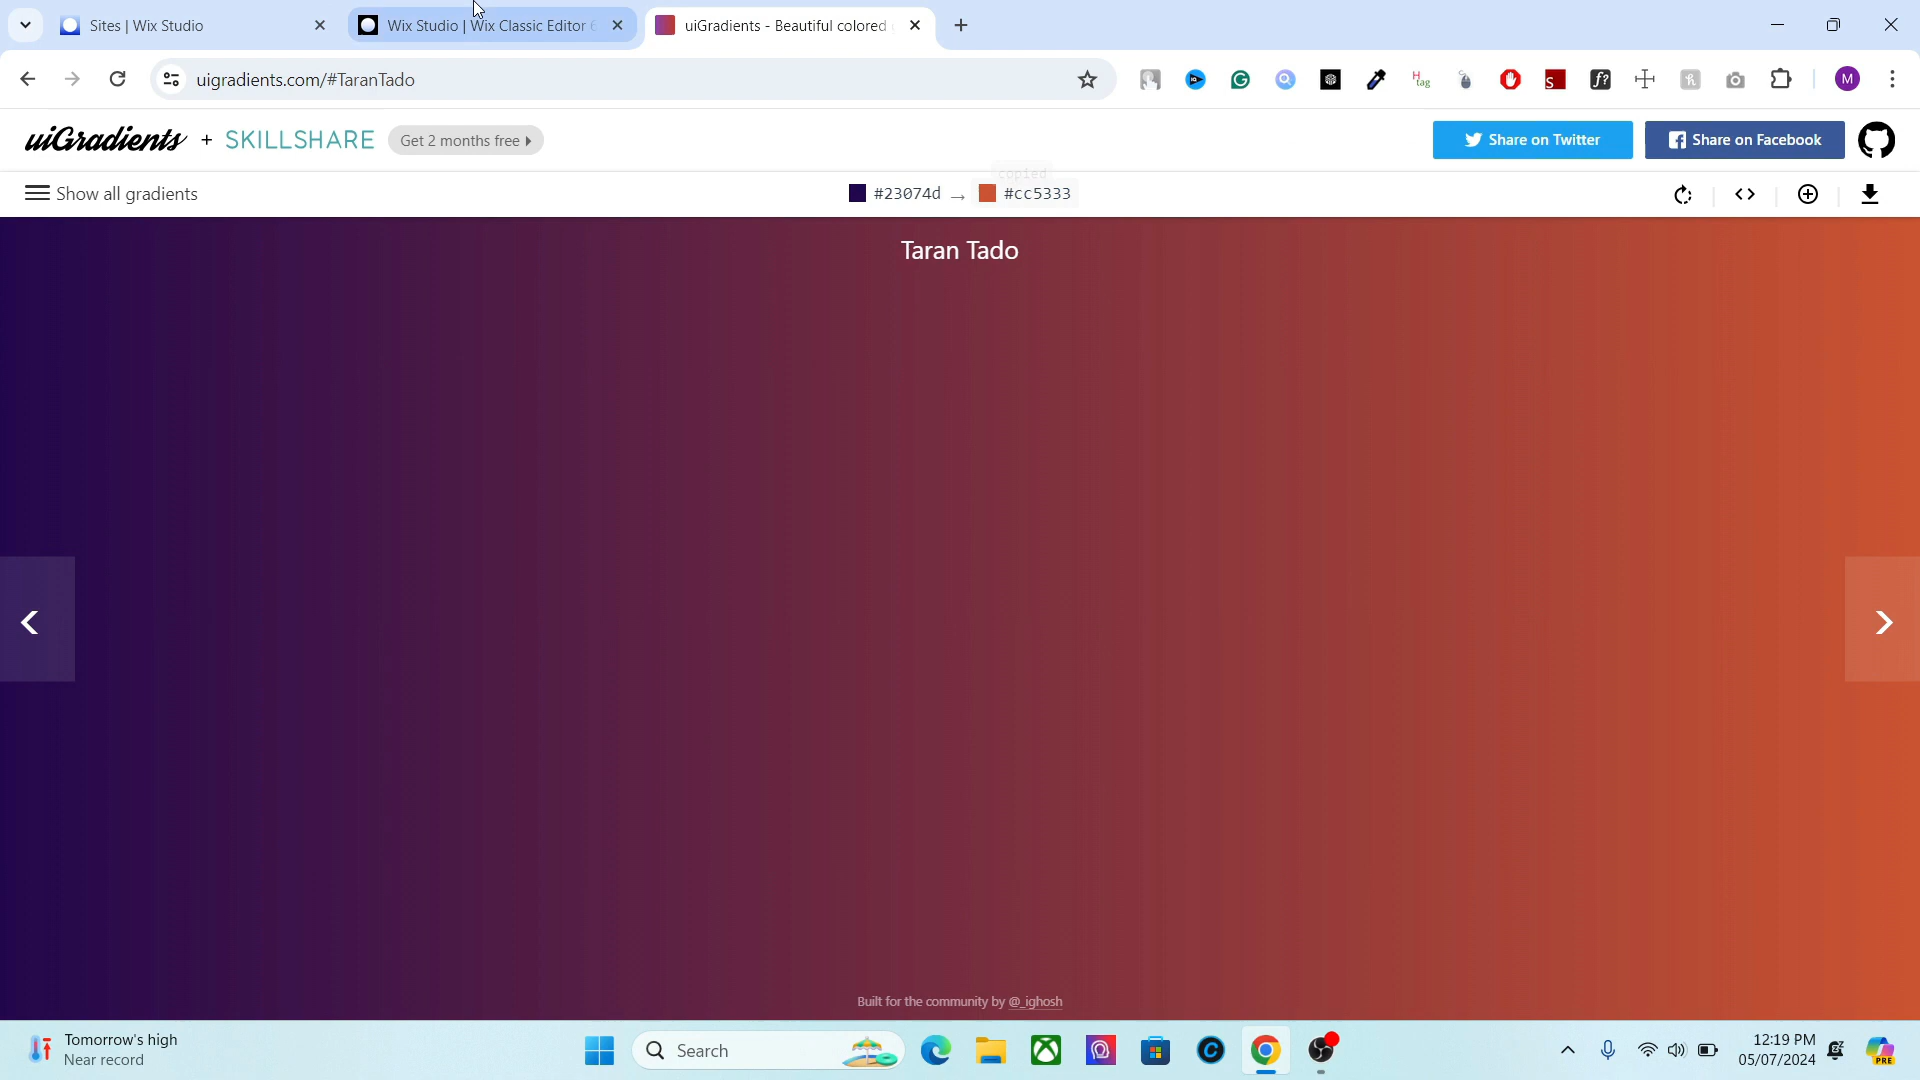 Sites | Wix Studio
Wix Studio | Wix Classic Editor
uiGradients - Beautiful colored
uigradients.com/#TaranTado
M
uiGradients + SKILLSHARE
Get 2 months free
Share on Twitter
Share on Facebook
Show all gradients
copied
#23074d → #cc5333
Taran Tado
Built for the community by @_ighosh
Tomorrow's high
Near record
Search
12:19 PM
05/07/2024
PRE